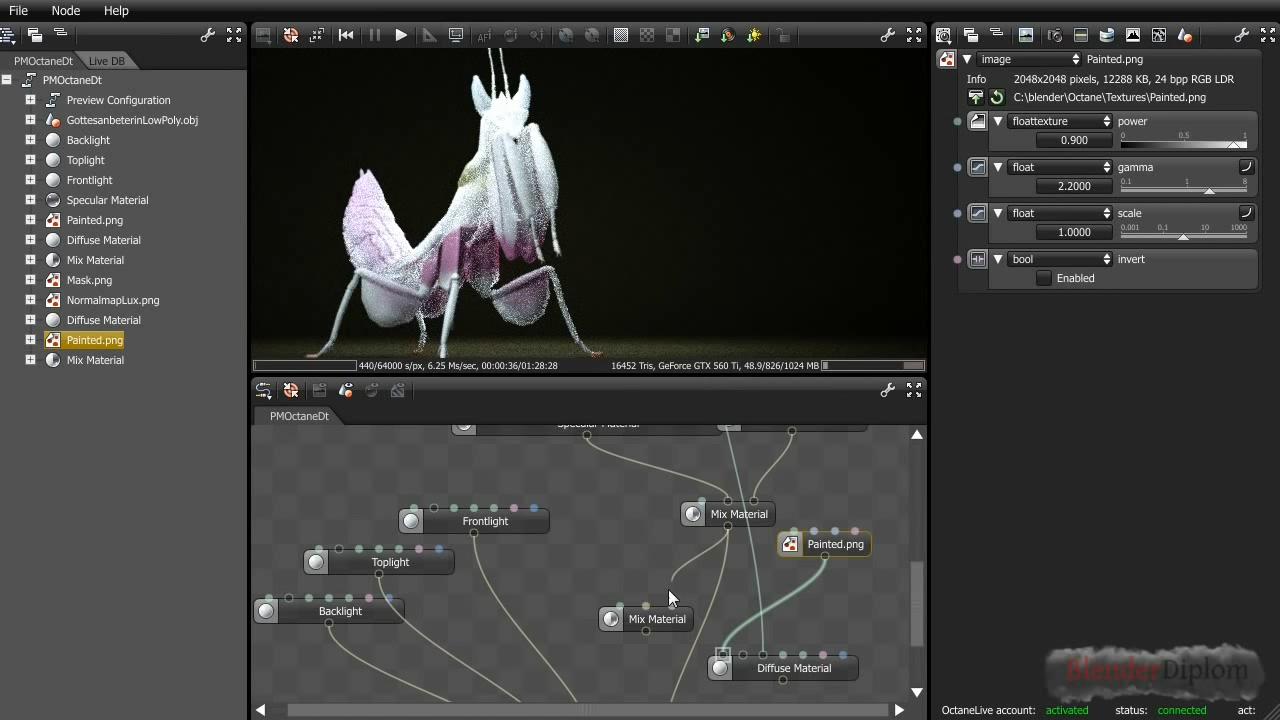 File Node Help
PMOctaneDt Live DB
PMOctaneDt
Preview Configuration
GottesanbeterinLowPoly.obj
Backlight
Toplight
Frontlight
Specular Material
Painted.png
Diffuse Material
Mix Material
Mask.png
NormalmapLux.png
Diffuse Material
Painted.png
Mix Material
440/64000 s/px, 6.25 Ms/sec, 00:00:36/01:28:28 16452 Tris, GeForce GTX 560 Ti, 48.9/826/1024 MB
PMOctaneDt
Specular Material
Mix Material
Frontlight
Painted.png
Toplight
Backlight
Mix Material
Diffuse Material
image Painted.png
Info 2048x2048 pixels, 12288 KB, 24 bpp RGB LDR
C:\blender\Octane\Textures\Painted.png
floattexture power
0.900 0 0.5 1
float gamma
2.2000 0.1 1 8
float scale
1.0000 0.001 0.1 10 1000
bool invert
Enabled
BlenderDiplom
OctaneLive account: activated status: connected act: